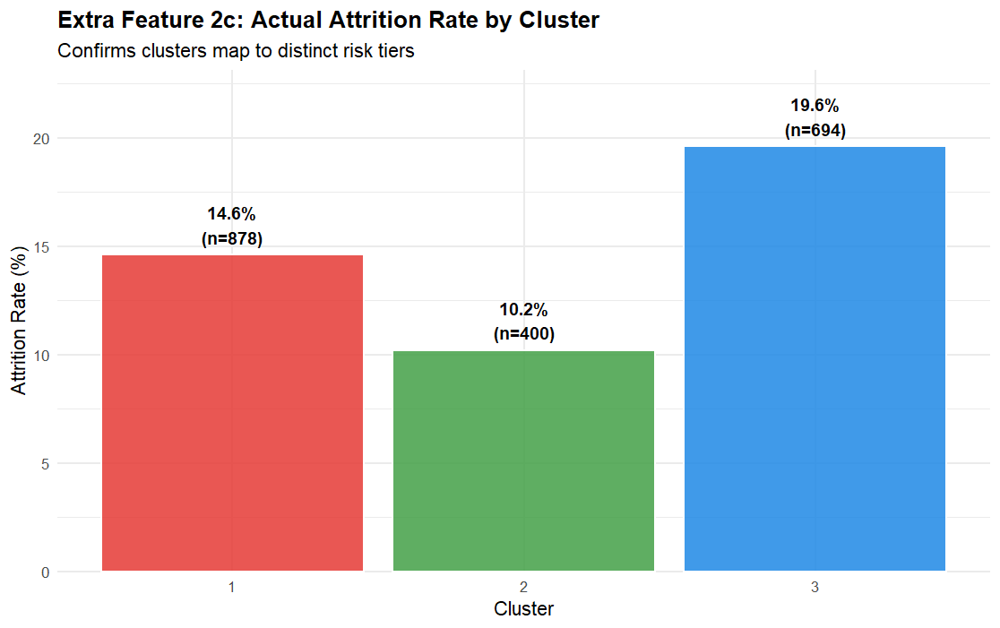 Extra Feature 2c: Actual Attrition Rate by Cluster
Confirms clusters map to distinct risk tiers
19.6%
(n=694)
14.6%
(n=878)
10.2%
(n=400)
Attrition Rate (%)
20
15
10
5
0
1
2
3
Cluster